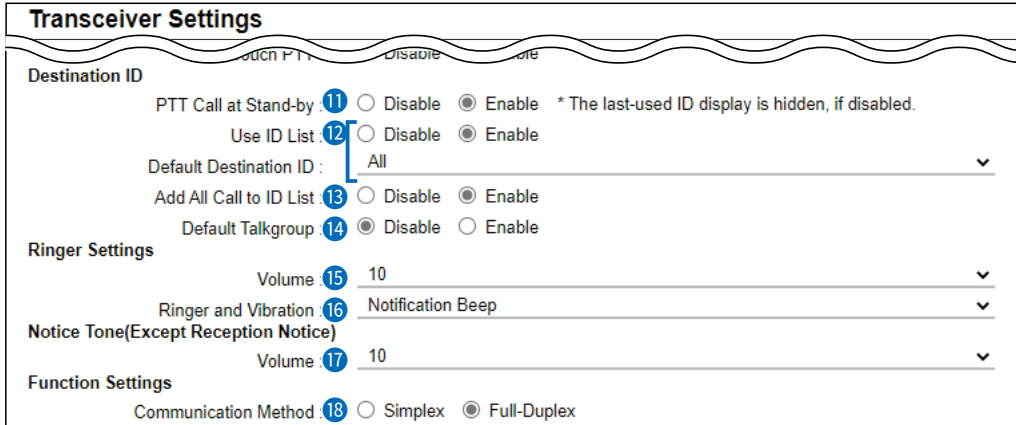 Transceiver Settings
Destination ID
PTT Call at Stand-by : 11 Disable Enable * The last-used ID display is hidden, if disabled.
Use ID List : 12 Disable Enable
Default Destination ID : All
Add All Call to ID List : 13 Disable Enable
Default Talkgroup : 14 Disable Enable
Ringer Settings
Volume : 15 10
Ringer and Vibration : 16 Notification Beep
Notice Tone(Except Reception Notice)
Volume : 17 10
Function Settings
Communication Method : 18 Simplex Full-Duplex